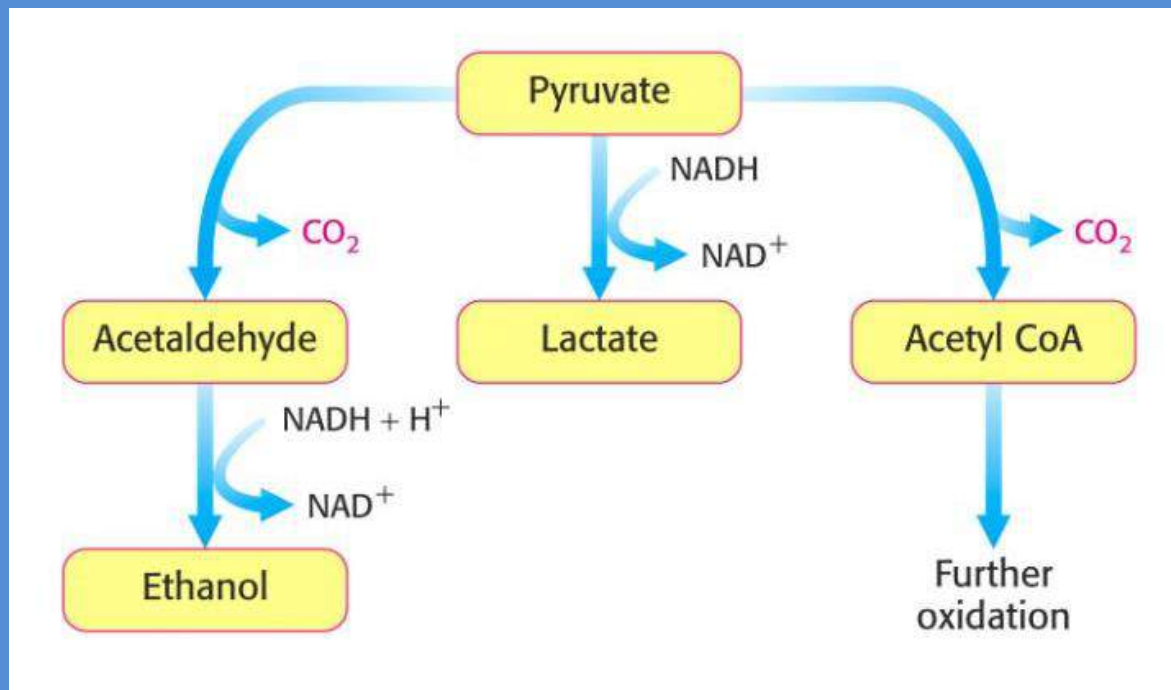 Pyruvate
NADH
CO₂
NAD⁺
CO₂
Acetaldehyde
Lactate
Acetyl CoA
NADH + H⁺
NAD⁺
Ethanol
Further
oxidation